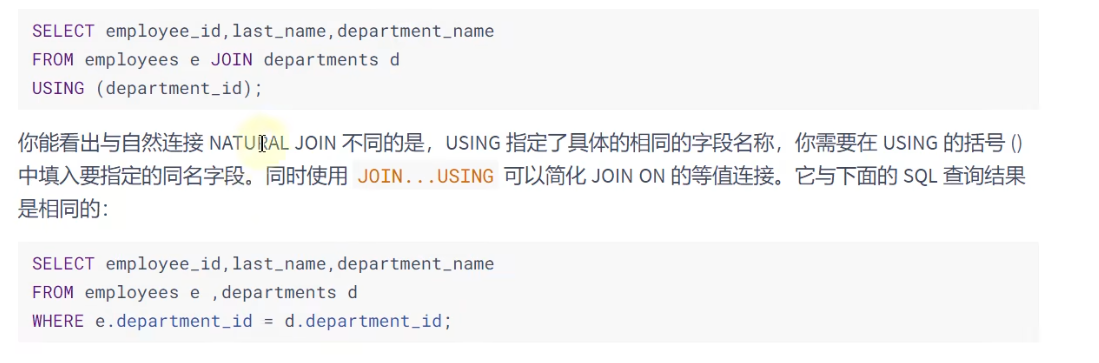 SELECT employee_id,last_name,department_name
FROM employees e JOIN departments d
USING (department_id);
你能看出与自然连接 NATURAL JOIN 不同的是，USING 指定了具体的相同的字段名称，你需要在 USING 的括号 ()
中填入要指定的同名字段。同时使用 JOIN...USING 可以简化 JOIN ON 的等值连接。它与下面的 SQL 查询结果
是相同的：
SELECT employee_id,last_name,department_name
FROM employees e ,departments d
WHERE e.department_id = d.department_id;